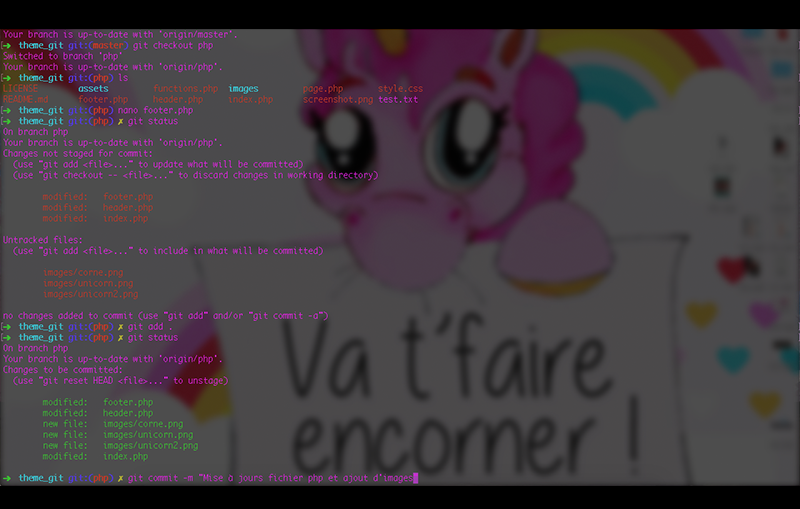 Your branch is up-to-date with 'origin/master'.
[➜  theme_git git:(master) git checkout php
Switched to branch 'php'
Your branch is up-to-date with 'origin/php'.
[➜  theme_git git:(php) ls
LICENSE assets functions.php images page.php style.css
README.md footer.php header.php index.php screenshot.png test.txt
[➜  theme_git git:(php) nano footer.php
[➜  theme_git git:(php) ✗ git status
On branch php
Your branch is up-to-date with 'origin/php'.
Changes not staged for commit:
  (use "git add <file>..." to update what will be committed)
  (use "git checkout -- <file>..." to discard changes in working directory)
modified:   footer.php
modified:   header.php
modified:   index.php
Untracked files:
  (use "git add <file>..." to include in what will be committed)
images/corne.png
images/unicorn.png
images/unicorn2.png
no changes added to commit (use "git add" and/or "git commit -a")
[➜  theme_git git:(php) ✗ git add .
[➜  theme_git git:(php) ✗ git status
On branch php
Your branch is up-to-date with 'origin/php'.
Changes to be committed:
  (use "git reset HEAD <file>..." to unstage)
modified:   footer.php
modified:   header.php
new file:   images/corne.png
new file:   images/unicorn.png
new file:   images/unicorn2.png
modified:   index.php
➜  theme_git git:(php) ✗ git commit -m "Mise à jours fichier php et ajout d'images
Va t'faire
encorner !